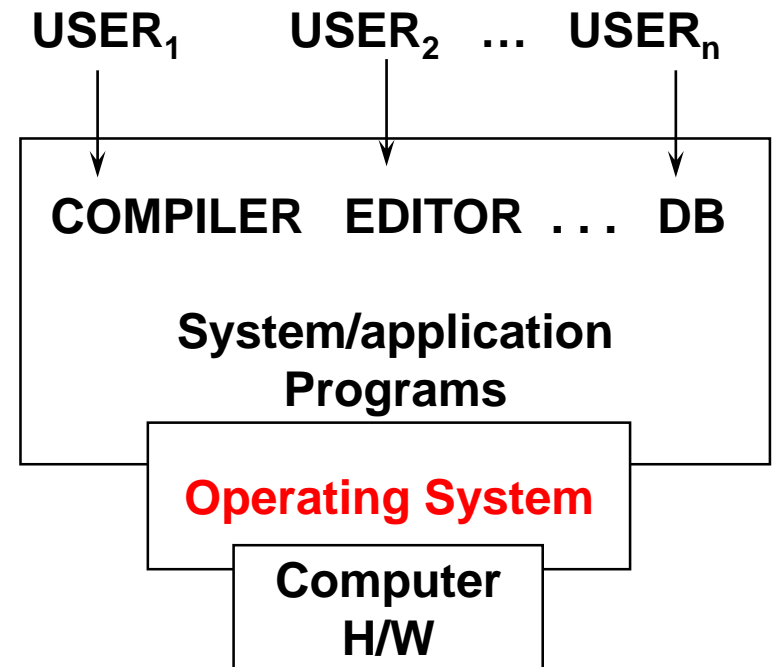 USER₁ USER₂ … USERₙ
COMPILER EDITOR . . . DB
System/application
Programs
Operating System
Computer
H/W